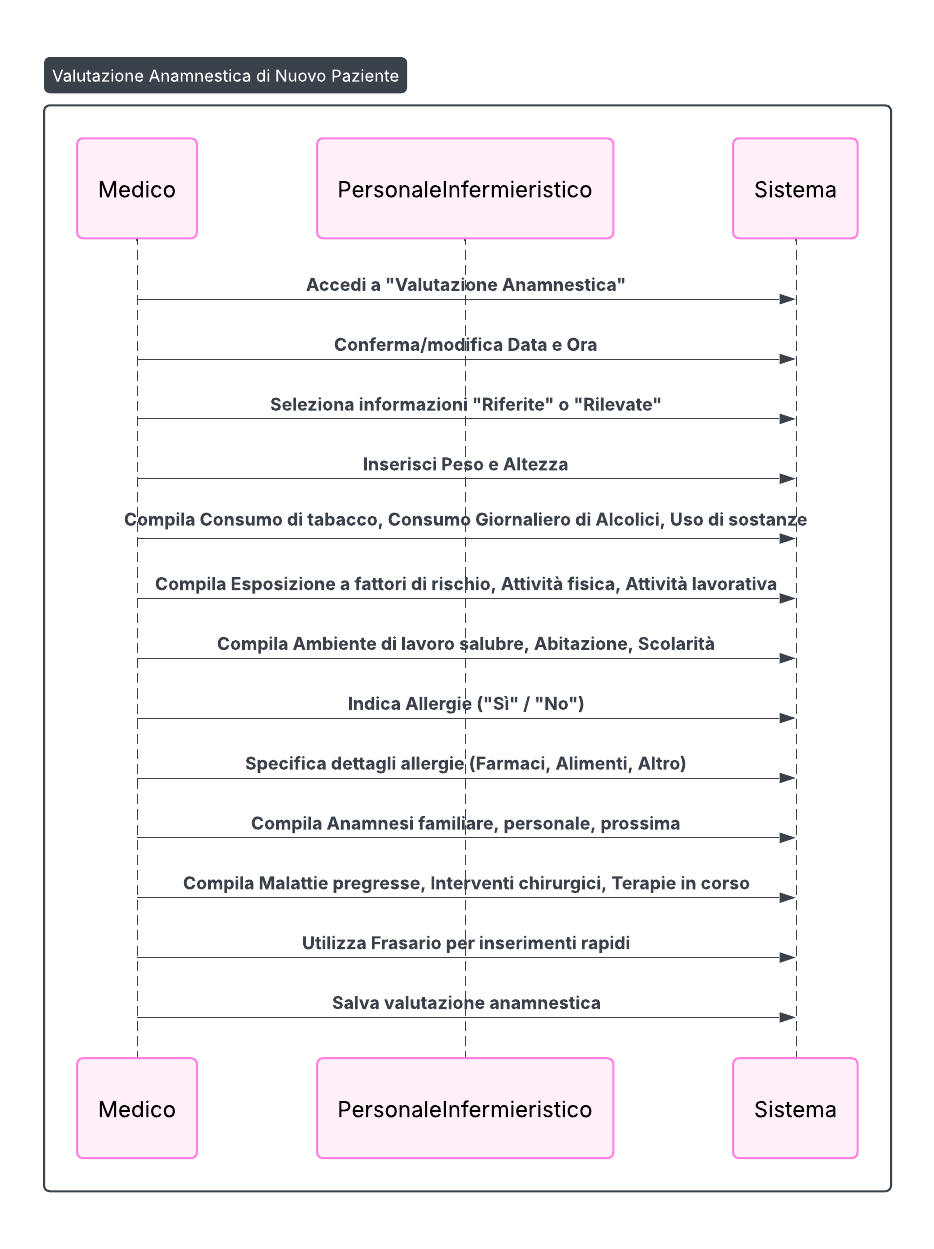 Valutazione Anamnestica di Nuovo Paziente
Medico
PersonaleInfermieristico
Sistema
Accedi a "Valutazione Anamnestica"
Conferma/modifica Data e Ora
Seleziona informazioni "Riferite" o "Rilevate"
Inserisci Peso e Altezza
Compila Consumo di tabacco, Consumo Giornaliero di Alcolici, Uso di sostanze
Compila Esposizione a fattori di rischio, Attività fisica, Attività lavorativa
Compila Ambiente di lavoro salubre, Abitazione, Scolarità
Indica Allergie ("Sì" / "No")
Specifica dettagli allergie (Farmaci, Alimenti, Altro)
Compila Anamnesi familiare, personale, prossima
Compila Malattie pregresse, Interventi chirurgici, Terapie in corso
Utilizza Frasario per inserimenti rapidi
Salva valutazione anamnestica
Medico
PersonaleInfermieristico
Sistema